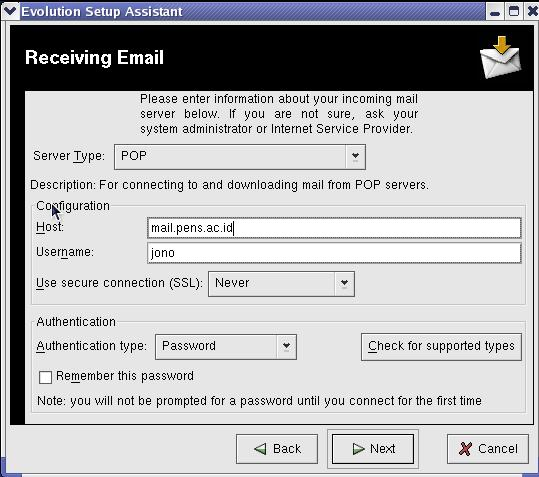 Evolution Setup Assistant
Receiving Email
Please enter information about your incoming mail
server below. If you are not sure, ask your
system administrator or Internet Service Provider.
Server Type: POP
Description: For connecting to and downloading mail from POP servers.
Configuration
Host: mail.pens.ac.id
Username: jono
Use secure connection (SSL): Never
Authentication
Authentication type: Password Check for supported types
Remember this password
Note: you will not be prompted for a password until you connect for the first time
Back Next Cancel